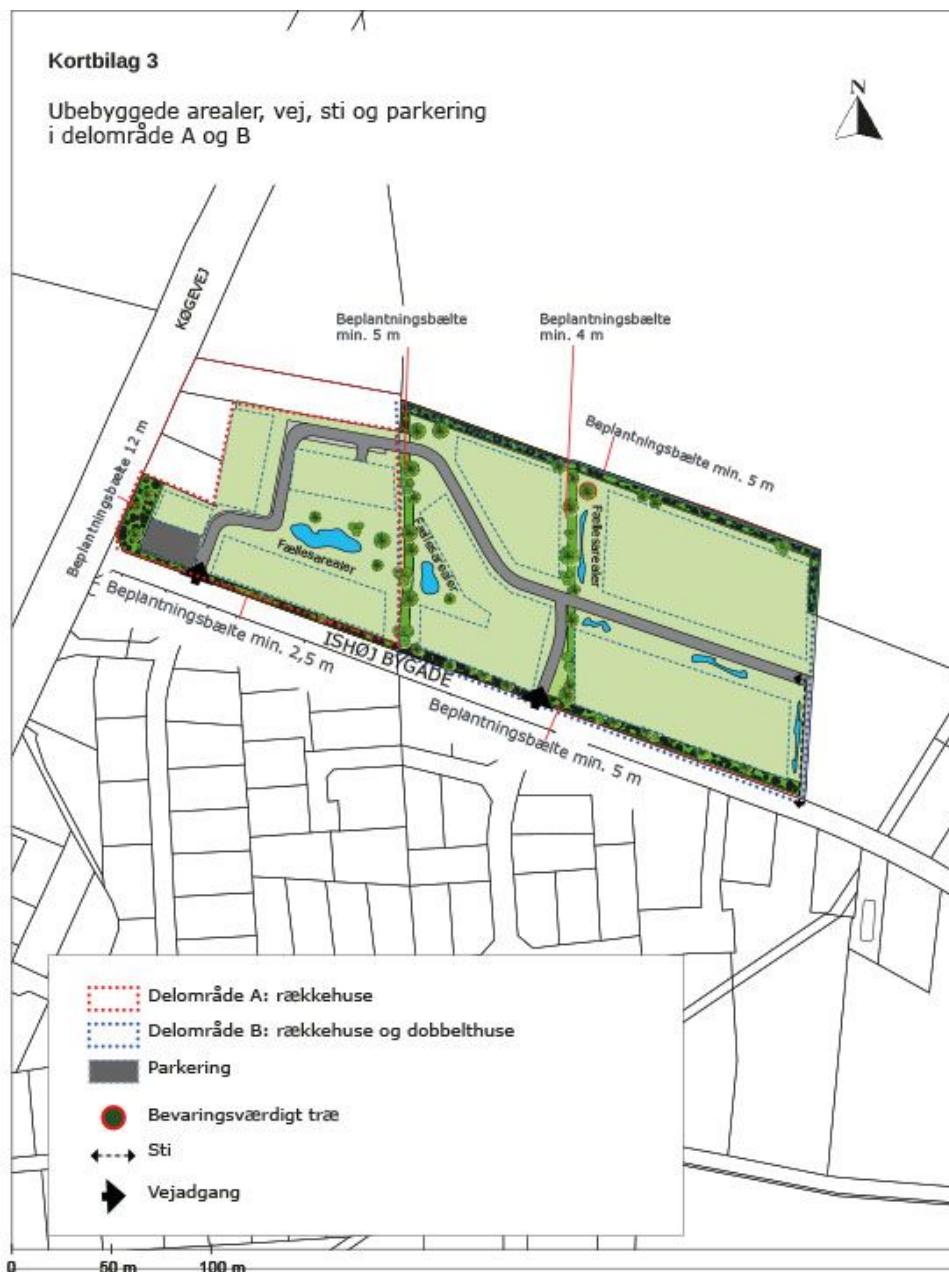 Kortbilag 3
Ubebyggede arealer, vej, sti og parkering
i delområde A og B
N
KØGEVEJ
Beplantningsbælte
min. 5 m
Beplantningsbælte
min. 4 m
Beplantningsbælte min. 5 m
Beplantningsbælte 12 m
Fællesarealer
Fællesarealer
Fællesarealer
Beplantningsbælte min. 2,5 m
ISHØJ BYGADE
Beplantningsbælte min. 5 m
Delområde A: rækkehuse
Delområde B: rækkehuse og dobbelthuse
Parkering
Bevaringsværdigt træ
Sti
Vejadgang
0 50 m 100 m